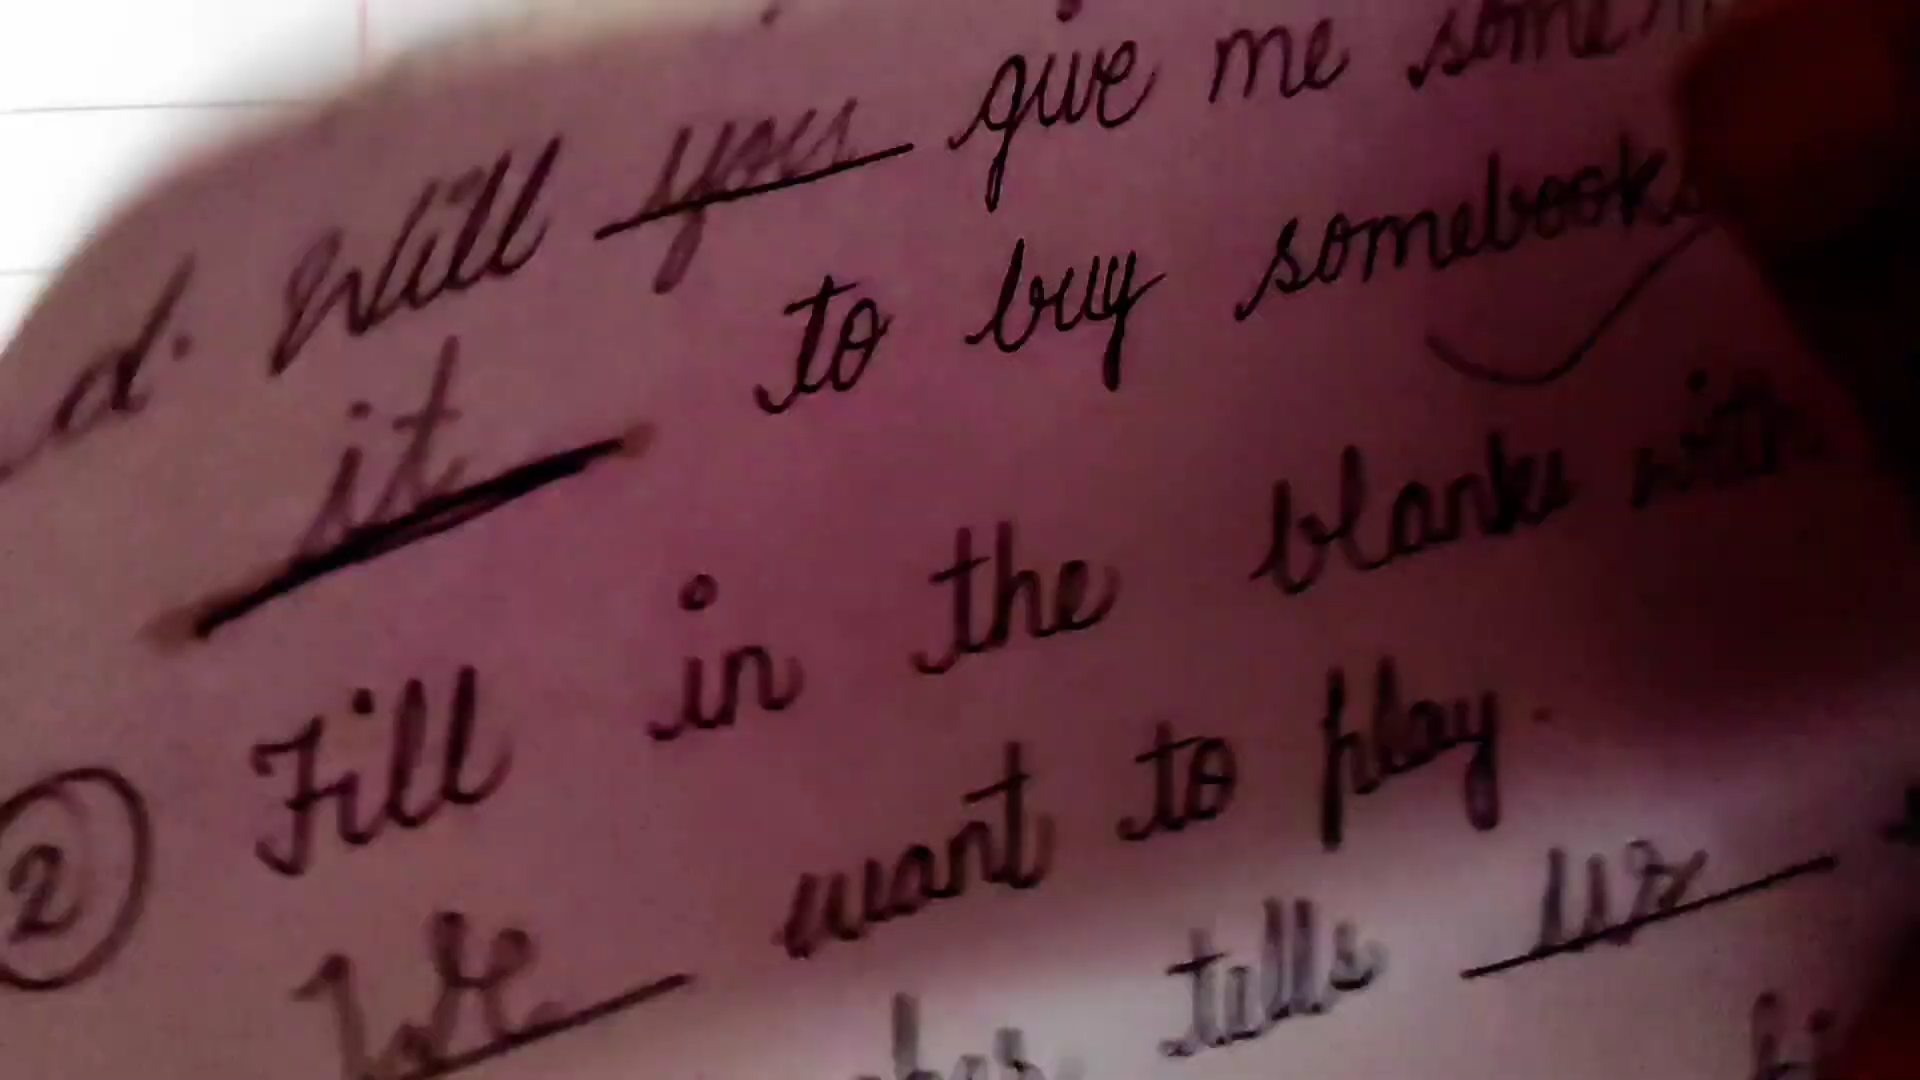 d. Will you give me some
it to buy somebooks
② Fill in the blanks with
We want to play.
tells us